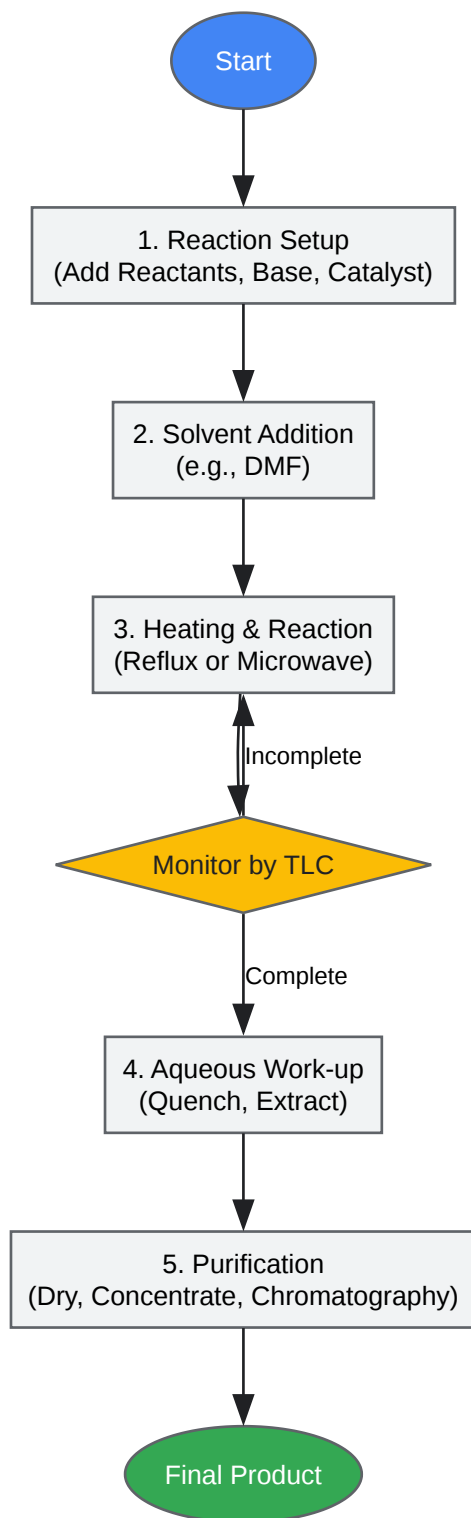 Start
1. Reaction Setup
(Add Reactants, Base, Catalyst)
2. Solvent Addition
(e.g., DMF)
3. Heating & Reaction
(Reflux or Microwave)
Incomplete
Monitor by TLC
Complete
4. Aqueous Work-up
(Quench, Extract)
5. Purification
(Dry, Concentrate, Chromatography)
Final Product